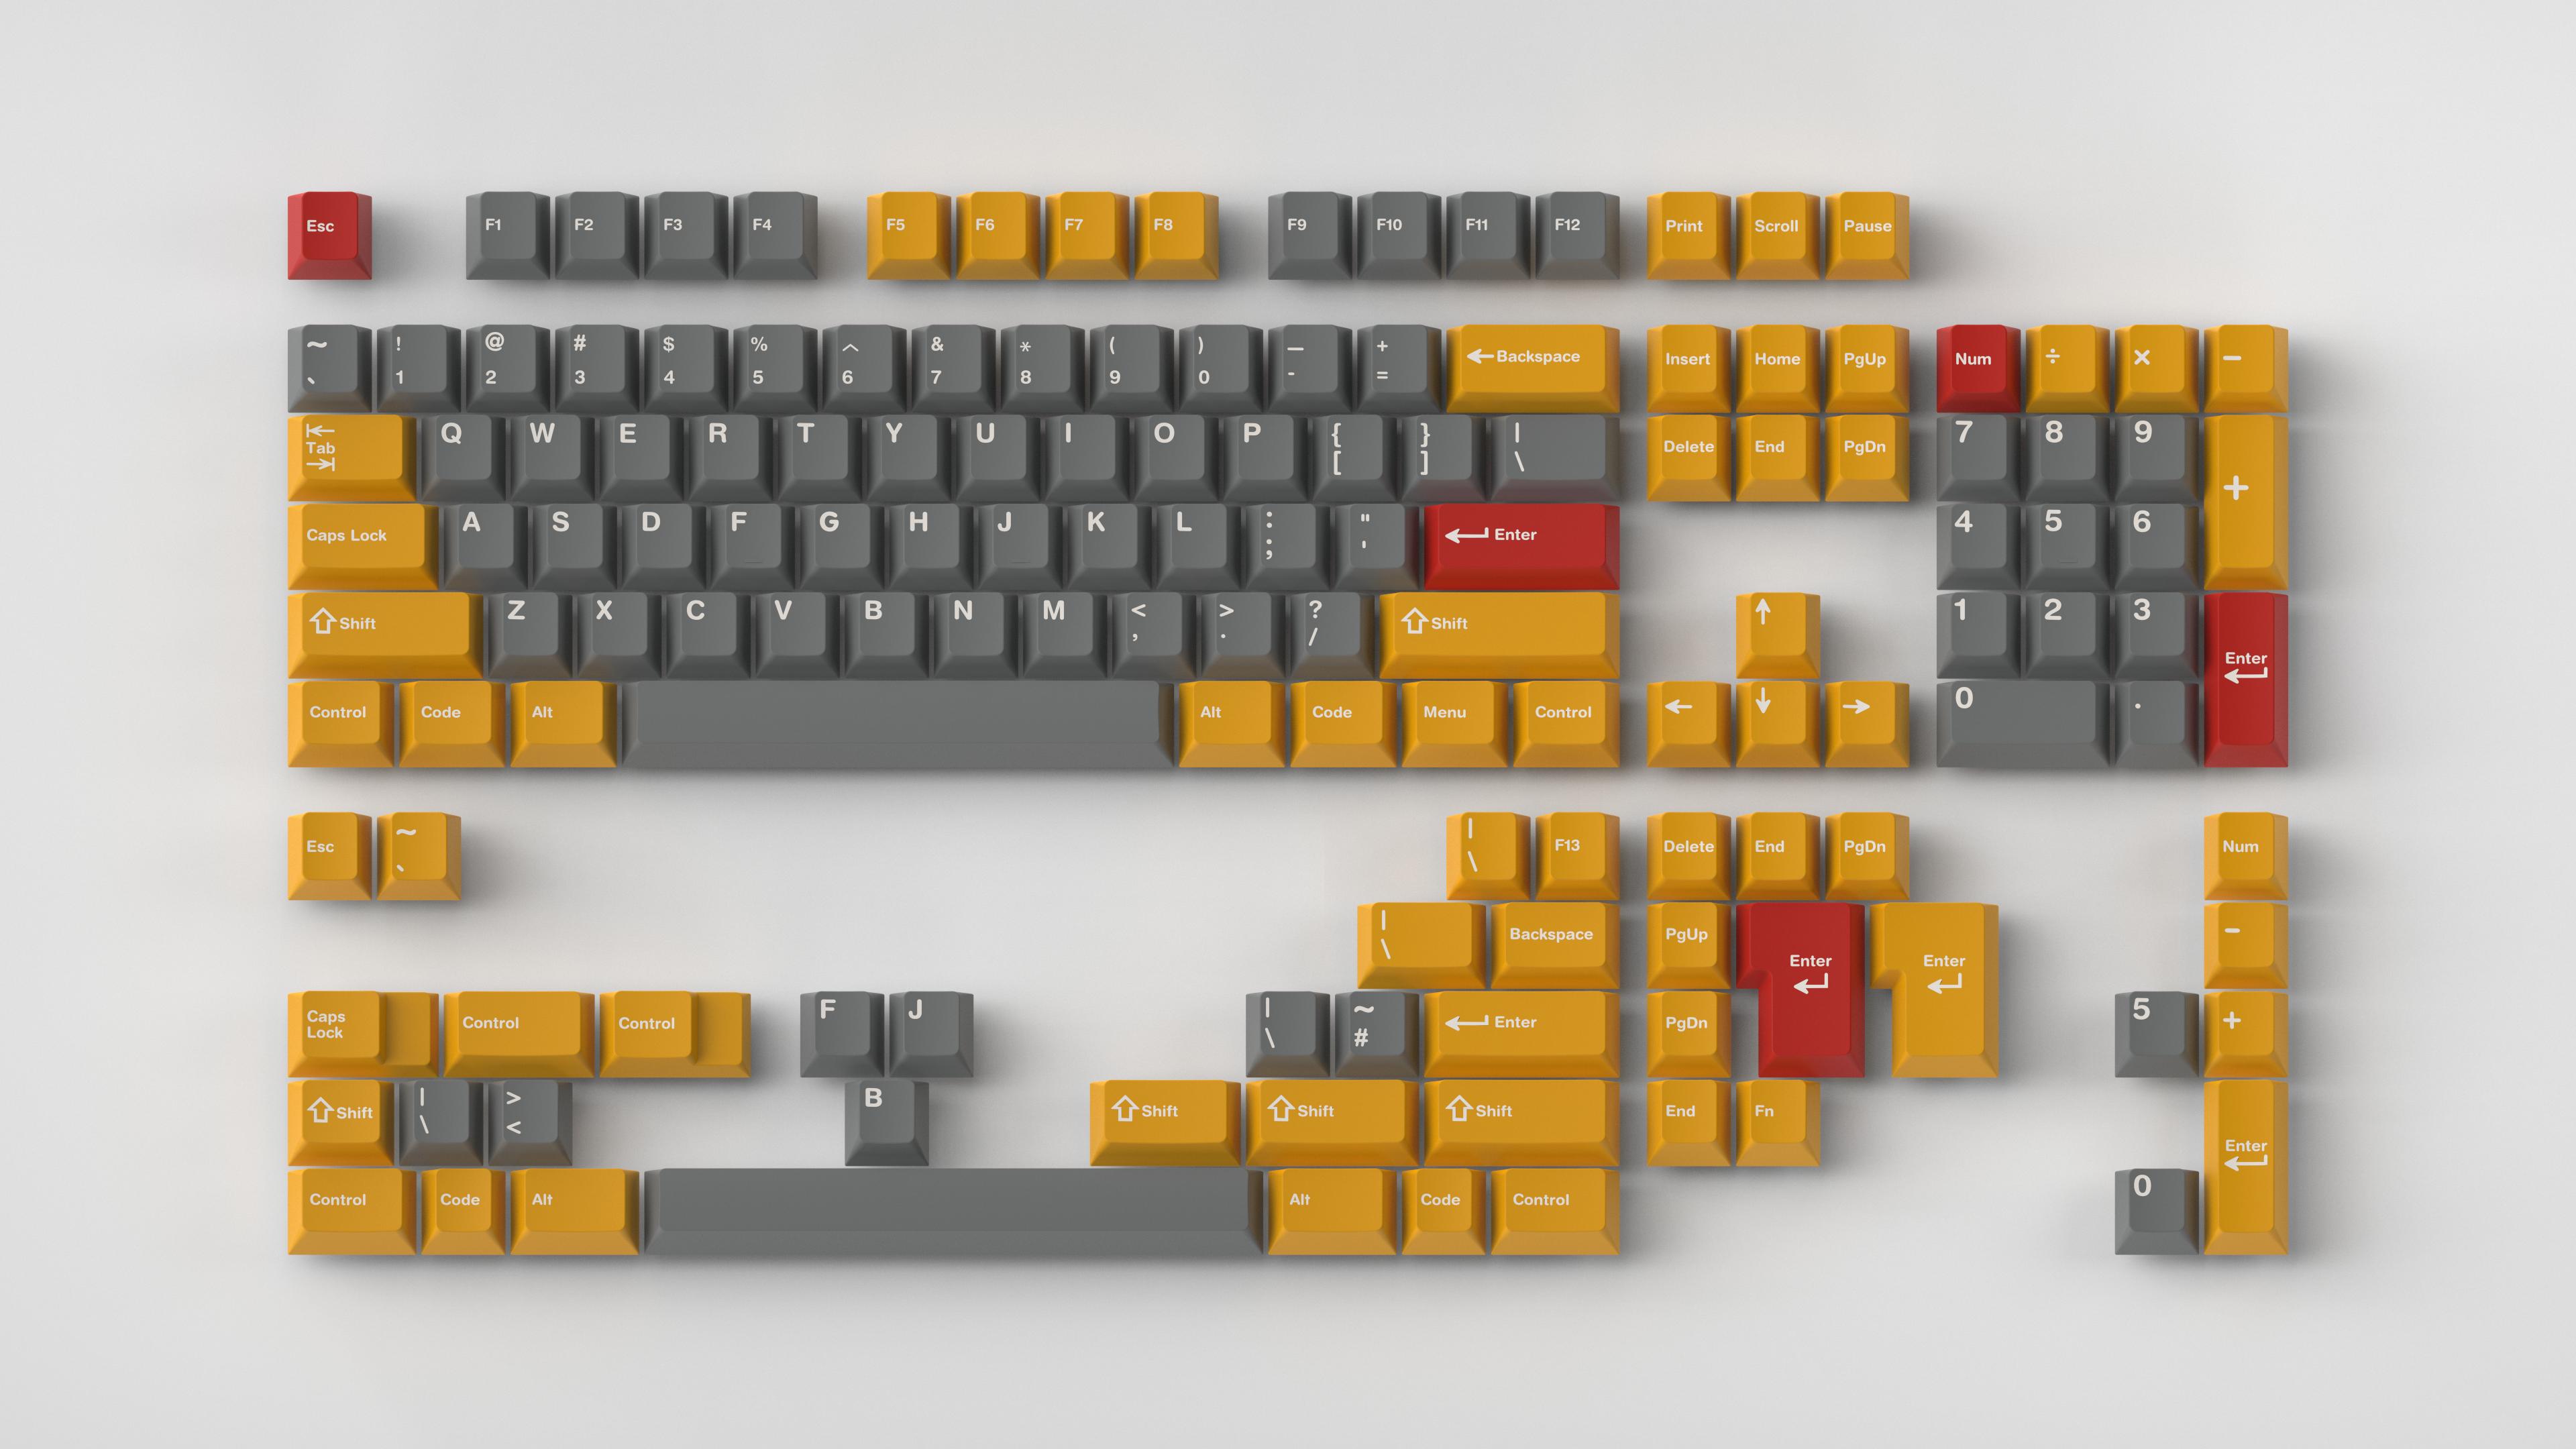 Esc F1 F2 F3 F4 F5 F6 F7 F8 F9 F10 F11 F12 Print Scroll Pause
~ ! @ # $ % ^ & * ( ) _ +
` 1 2 3 4 5 6 7 8 9 0 - = ←Backspace Insert Home PgUp Num ÷ × −
⇤ Tab ⇥ Q W E R T Y U I O P { [ } ] | \ Delete End PgDn 7 8 9 +
Caps Lock A S D F G H J K L : ; " ' ↵ Enter 4 5 6
⇧ Shift Z X C V B N M < , > . ? / ⇧ Shift ↑ 1 2 3 Enter ↵
Control Code Alt Alt Code Menu Control ← ↓ → 0 .
Esc ~ ` | \ F13 Delete End PgDn Num
| \ Backspace PgUp Enter ↵ Enter ↵ −
Caps
Lock Control Control F J | \ ~ # ↵ Enter PgDn 5 +
⇧ Shift | \ > < B ⇧ Shift ⇧ Shift ⇧ Shift End Fn Enter ↵
Control Code Alt Alt Code Control 0